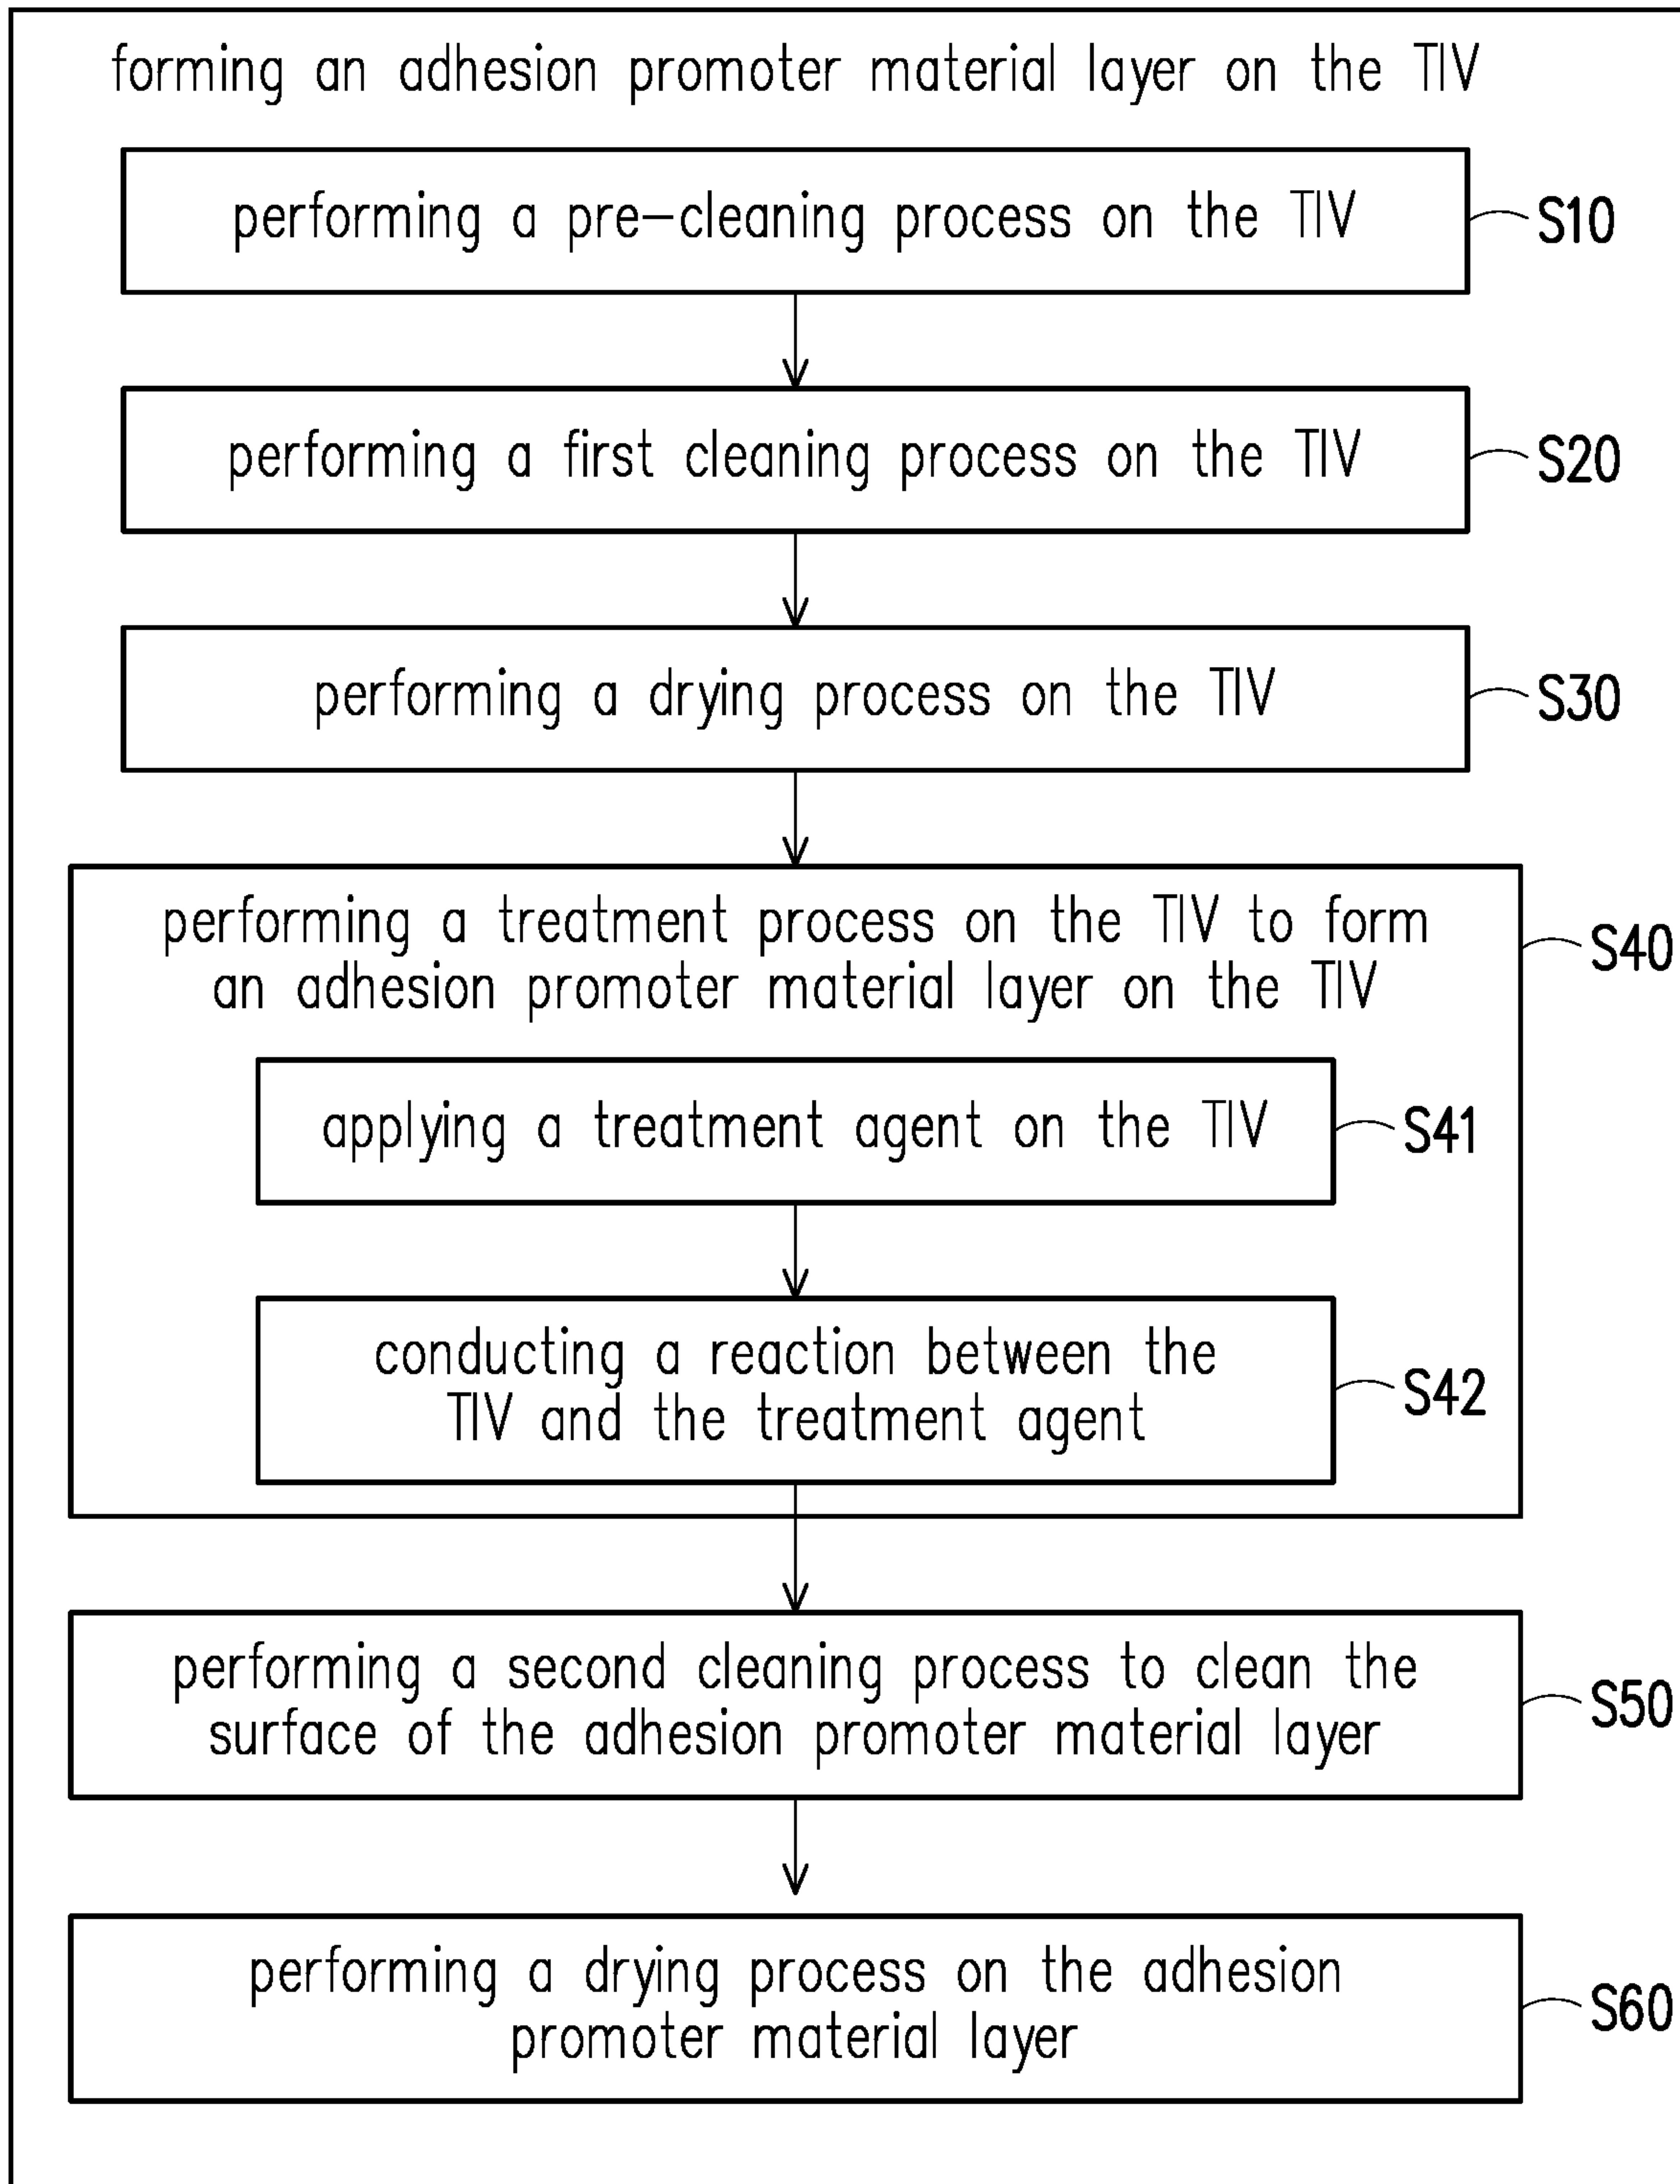 forming an adhesion promoter material layer on the TIV
performing a pre-cleaning process on the TIV
S10
performing a first cleaning process on the TIV
S20
performing a drying process on the TIV
S30
performing a treatment process on the TIV to form
an adhesion promoter material layer on the TIV
S40
applying a treatment agent on the TIV
S41
conducting a reaction between the
TIV and the treatment agent
S42
performing a second cleaning process to clean the
surface of the adhesion promoter material layer
S50
performing a drying process on the adhesion
promoter material layer
S60